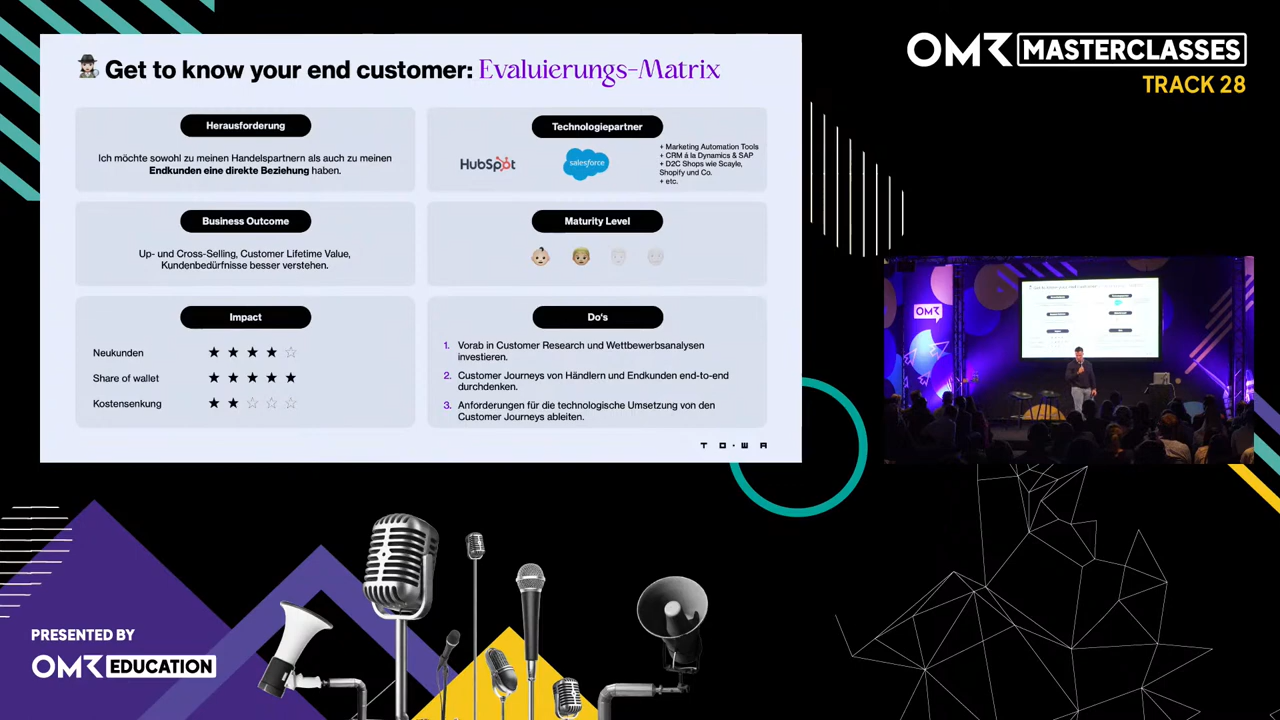 Get to know your end customer: Evaluierungs-Matrix
Herausforderung
Ich möchte sowohl zu meinen Handelspartnern als auch zu meinen
Endkunden eine direkte Beziehung haben.
Technologiepartner
HubSpot
salesforce
+ Marketing Automation Tools
+ CRM á la Dynamics & SAP
+ D2C Shops wie Scayle,
Shopify und Co.
+ etc.
Business Outcome
Up- und Cross-Selling, Customer Lifetime Value,
Kundenbedürfnisse besser verstehen.
Maturity Level
Impact
Neukunden ★ ★ ★ ★ ☆
Share of wallet ★ ★ ★ ★ ★
Kostensenkung ★ ★ ☆ ☆ ☆
Do's
1. Vorab in Customer Research und Wettbewerbsanalysen
investieren.
2. Customer Journeys von Händlern und Endkunden end-to-end
durchdenken.
3. Anforderungen für die technologische Umsetzung von den
Customer Journeys ableiten.
TO·WA
OMR MASTERCLASSES
TRACK 28
OMR
PRESENTED BY
OMR EDUCATION